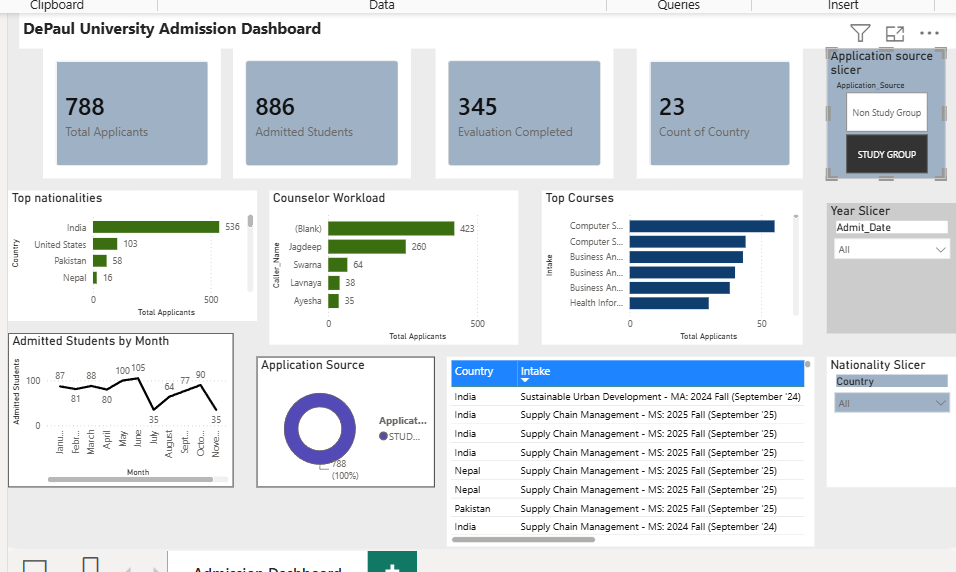 Clipboard
Data
Queries
Insert
DePaul University Admission Dashboard
788
Total Applicants
886
Admitted Students
345
Evaluation Completed
23
Count of Country
Application source
slicer
Application_Source
Non Study Group
STUDY GROUP
Top nationalities
Country
India
536
United States
103
Pakistan
58
Nepal
16
0
500
Total Applicants
Counselor Workload
Caller_Name
(Blank)
423
Jagdeep
260
Swarna
64
Lavnaya
38
Ayesha
35
0
500
Total Applicants
Top Courses
Intake
Computer S...
Computer S...
Business An...
Business An...
Business An...
Health Infor...
0
50
Total Applicants
Year Slicer
Admit_Date
All
Admitted Students by Month
Admitted Students
100
0
87
81
88
80
100
105
35
64
77
90
35
Janu...
Febr...
March
April
May
June
July
August
Sept...
Octo...
Nove...
Month
Application Source
Applicat...
STUD...
788
(100%)
Country Intake
India Sustainable Urban Development - MA: 2024 Fall (September '24)
India Supply Chain Management - MS: 2025 Fall (September '25)
India Supply Chain Management - MS: 2025 Fall (September '25)
India Supply Chain Management - MS: 2025 Fall (September '25)
Nepal Supply Chain Management - MS: 2025 Fall (September '25)
Nepal Supply Chain Management - MS: 2025 Fall (September '25)
Pakistan Supply Chain Management - MS: 2025 Fall (September '25)
India Supply Chain Management - MS: 2024 Fall (September '24)
Nationality Slicer
Country
All
Admission Dashboard